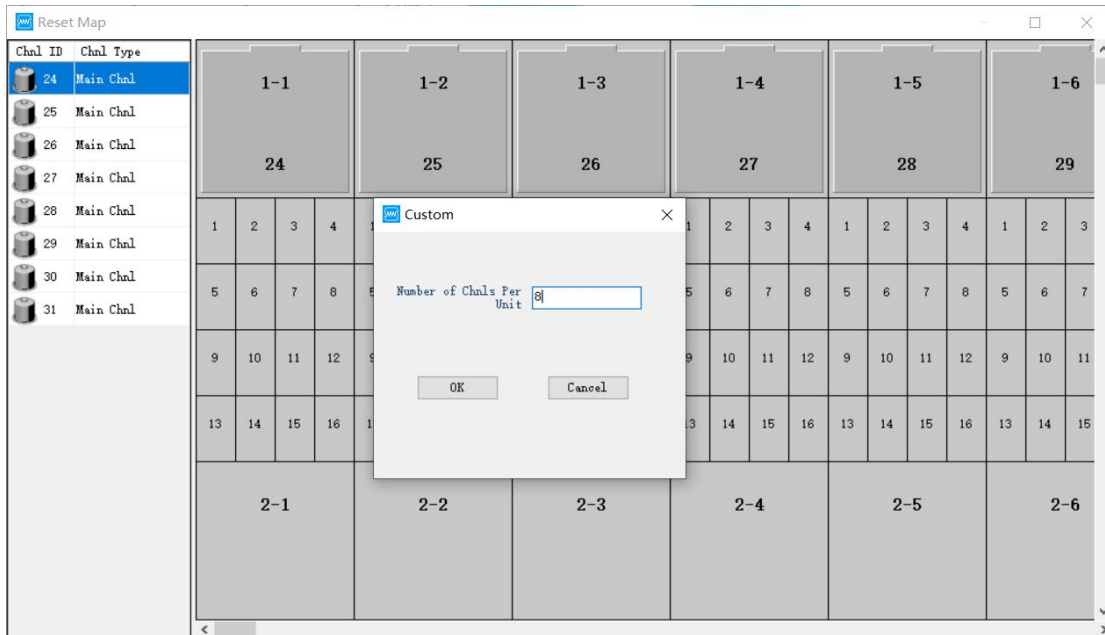 Reset Map
Chnl ID Chnl Type
24 Main Chnl
25 Main Chnl
26 Main Chnl
27 Main Chnl
28 Main Chnl
29 Main Chnl
30 Main Chnl
31 Main Chnl
1-1 1-2 1-3 1-4 1-5 1-6
24 25 26 27 28 29
Custom
Number of Chnls Per
Unit
8
OK Cancel
1 2 3 4 1 2 3 4 1 2 3 4 1 2 3
5 6 7 8 5 6 7 8 5 6 7 8 5 6 7
9 10 11 12 9 10 11 12 9 10 11 12 9 10 11
13 14 15 16 14 15 16 13 14 15 16 13 14 15
2-1 2-2 2-3 2-4 2-5 2-6